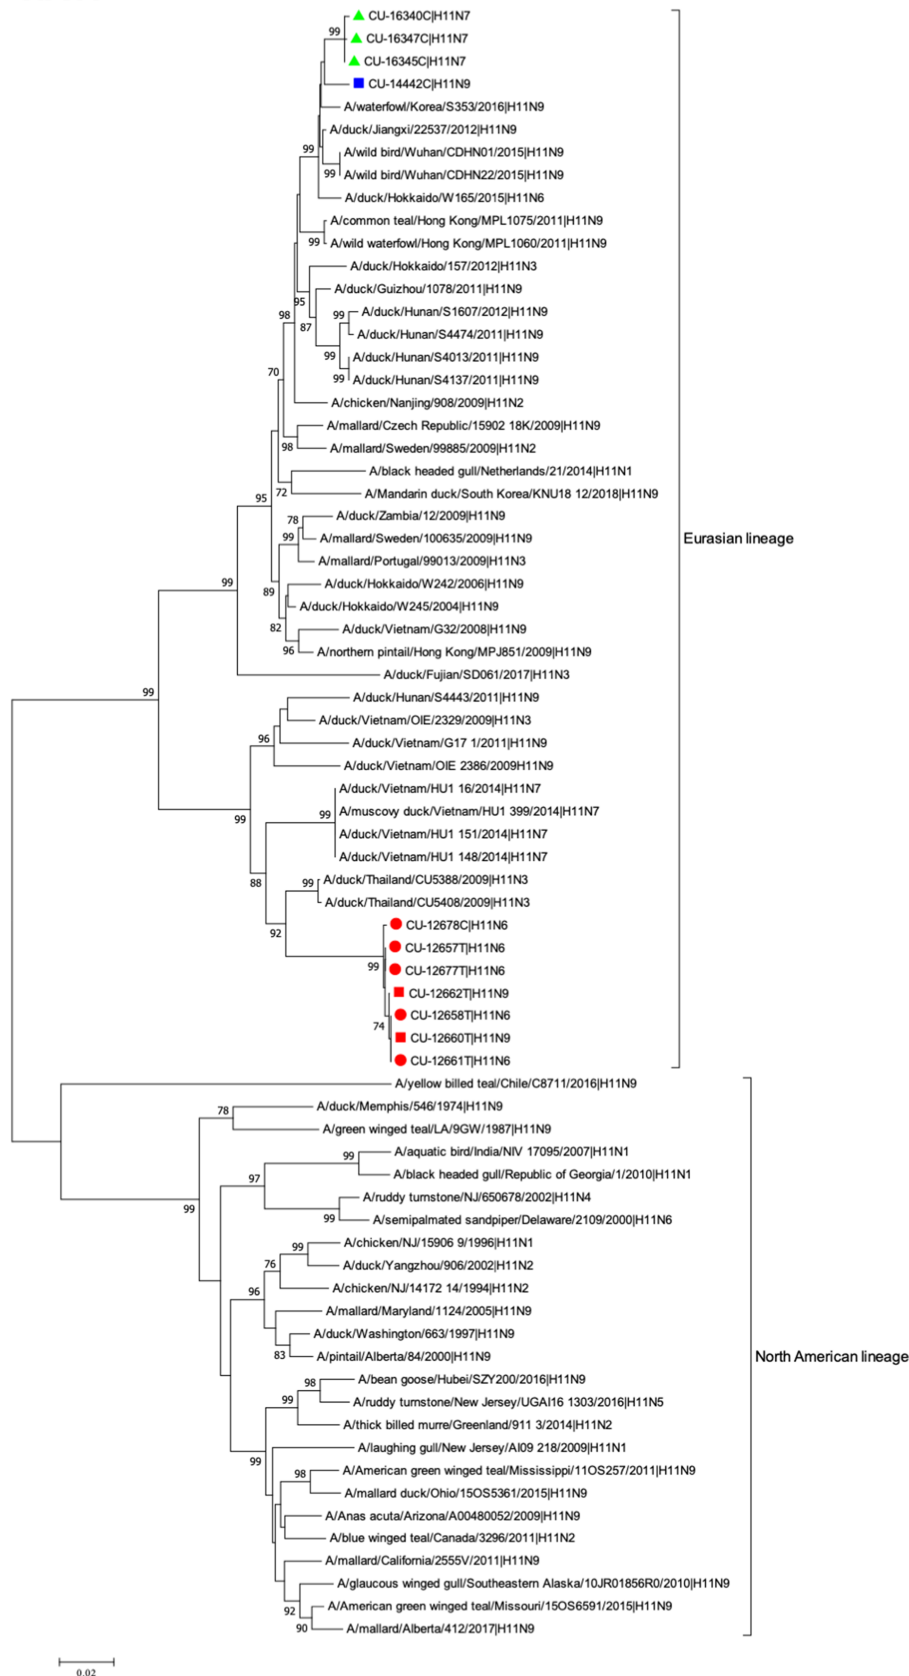 CU-16340C|H11N7
99
CU-16347C|H11N7
CU-16345C|H11N7
CU-14442C|H11N9
A/waterfowl/Korea/S353/2016|H11N9
A/duck/Jiangxi/22537/2012|H11N9
99
A/wild bird/Wuhan/CDHN01/2015|H11N9
99
A/wild bird/Wuhan/CDHN22/2015|H11N9
A/duck/Hokkaido/W165/2015|H11N6
A/common teal/Hong Kong/MPL1075/2011|H11N9
99
A/wild waterfowl/Hong Kong/MPL1060/2011|H11N9
A/duck/Hokkaido/157/2012|H11N3
A/duck/Guizhou/1078/2011|H11N9
95
98
99
A/duck/Hunan/S1607/2012|H11N9
87
A/duck/Hunan/S4474/2011|H11N9
99
A/duck/Hunan/S4013/2011|H11N9
70
99
A/duck/Hunan/S4137/2011|H11N9
A/chicken/Nanjing/908/2009|H11N2
A/mallard/Czech Republic/15902 18K/2009|H11N9
98
A/mallard/Sweden/99885/2009|H11N2
A/black headed gull/Netherlands/21/2014|H11N1
72
A/Mandarin duck/South Korea/KNU18 12/2018|H11N9
95
78
A/duck/Zambia/12/2009|H11N9
99
A/mallard/Sweden/100635/2009|H11N9
Eurasian lineage
A/mallard/Portugal/99013/2009|H11N3
99
89
A/duck/Hokkaido/W242/2006|H11N9
A/duck/Hokkaido/W245/2004|H11N9
82
A/duck/Vietnam/G32/2008|H11N9
96
A/northern pintail/Hong Kong/MPJ851/2009|H11N9
A/duck/Fujian/SD061/2017|H11N3
99
A/duck/Hunan/S4443/2011|H11N9
A/duck/Vietnam/OIE/2329/2009|H11N3
96
A/duck/Vietnam/G17 1/2011|H11N9
A/duck/Vietnam/OIE 2386/2009H11N9
A/duck/Vietnam/HU1 16/2014|H11N7
99
A/muscovy duck/Vietnam/HU1 399/2014|H11N7
99
A/duck/Vietnam/HU1 151/2014|H11N7
A/duck/Vietnam/HU1 148/2014|H11N7
88
99
A/duck/Thailand/CU5388/2009|H11N3
A/duck/Thailand/CU5408/2009|H11N3
CU-12678C|H11N6
92
CU-12657T|H11N6
99
CU-12677T|H11N6
CU-12662T|H11N9
CU-12658T|H11N6
74
CU-12660T|H11N9
CU-12661T|H11N6
A/yellow billed teal/Chile/C8711/2016|H11N9
78
A/duck/Memphis/546/1974|H11N9
A/green winged teal/LA/9GW/1987|H11N9
99
A/aquatic bird/India/NIV 17095/2007|H11N1
97
A/black headed gull/Republic of Georgia/1/2010|H11N1
99
A/ruddy turnstone/NJ/650678/2002|H11N4
99
A/semipalmated sandpiper/Delaware/2109/2000|H11N6
99
A/chicken/NJ/15906 9/1996|H11N1
76
A/duck/Yangzhou/906/2002|H11N2
96
A/chicken/NJ/14172 14/1994|H11N2
A/mallard/Maryland/1124/2005|H11N9
A/duck/Washington/663/1997|H11N9
83
A/pintail/Alberta/84/2000|H11N9
North American lineage
98
A/bean goose/Hubei/SZY200/2016|H11N9
99
A/ruddy turnstone/New Jersey/UGAI16 1303/2016|H11N5
A/thick billed murre/Greenland/911 3/2014|H11N2
99
A/laughing gull/New Jersey/AI09 218/2009|H11N1
98
A/American green winged teal/Mississippi/11OS257/2011|H11N9
A/mallard duck/Ohio/15OS5361/2015|H11N9
A/Anas acuta/Arizona/A00480052/2009|H11N9
A/blue winged teal/Canada/3296/2011|H11N2
A/mallard/California/2555V/2011|H11N9
A/glaucous winged gull/Southeastern Alaska/10JR01856R0/2010|H11N9
92
A/American green winged teal/Missouri/15OS6591/2015|H11N9
90
A/mallard/Alberta/412/2017|H11N9
0.02